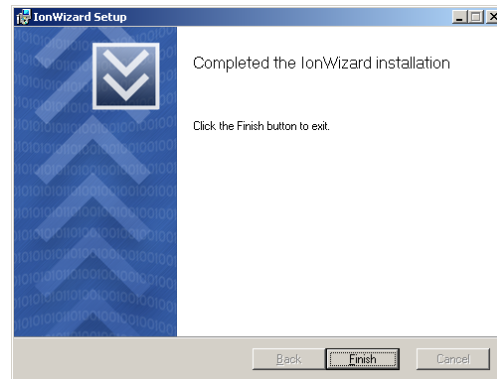 IonWizard Setup
Completed the IonWizard installation
Click the Finish button to exit.
Back Finish Cancel